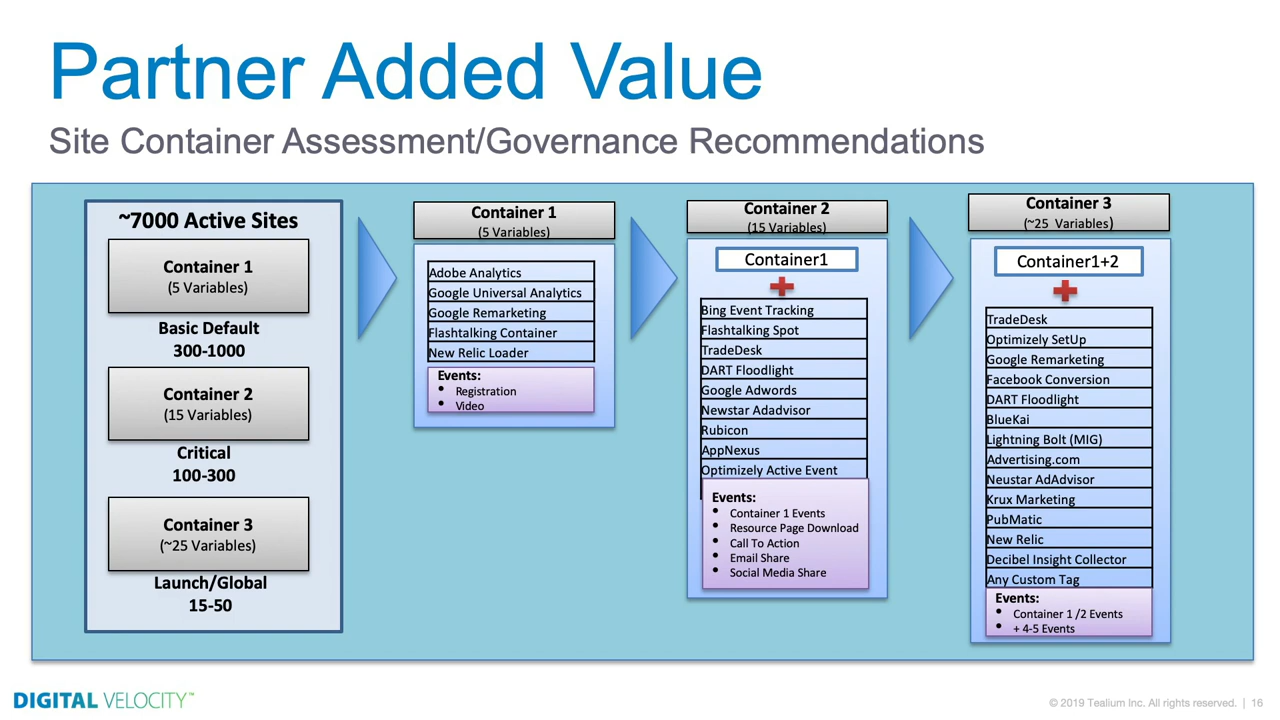 Partner Added Value
Site Container Assessment/Governance Recommendations
~7000 Active Sites
Container 1
(5 Variables)
Basic Default
300-1000
Container 2
(15 Variables)
Critical
100-300
Container 3
(~25 Variables)
Launch/Global
15-50
Container 1
(5 Variables)
Adobe Analytics
Google Universal Analytics
Google Remarketing
Flashtalking Container
New Relic Loader
Events:
• Registration
• Video
Container 2
(15 Variables)
Container1
Bing Event Tracking
Flashtalking Spot
TradeDesk
DART Floodlight
Google Adwords
Newstar Adadvisor
Rubicon
AppNexus
Optimizely Active Event
Events:
• Container 1 Events
• Resource Page Download
• Call To Action
• Email Share
• Social Media Share
Container 3
(~25 Variables)
Container1+2
TradeDesk
Optimizely SetUp
Google Remarketing
Facebook Conversion
DART Floodlight
BlueKai
Lightning Bolt (MIG)
Advertising.com
Neustar AdAdvisor
Krux Marketing
PubMatic
New Relic
Decibel Insight Collector
Any Custom Tag
Events:
• Container 1 /2 Events
• + 4-5 Events
DIGITAL VELOCITY™
© 2019 Tealium Inc. All rights reserved. | 16